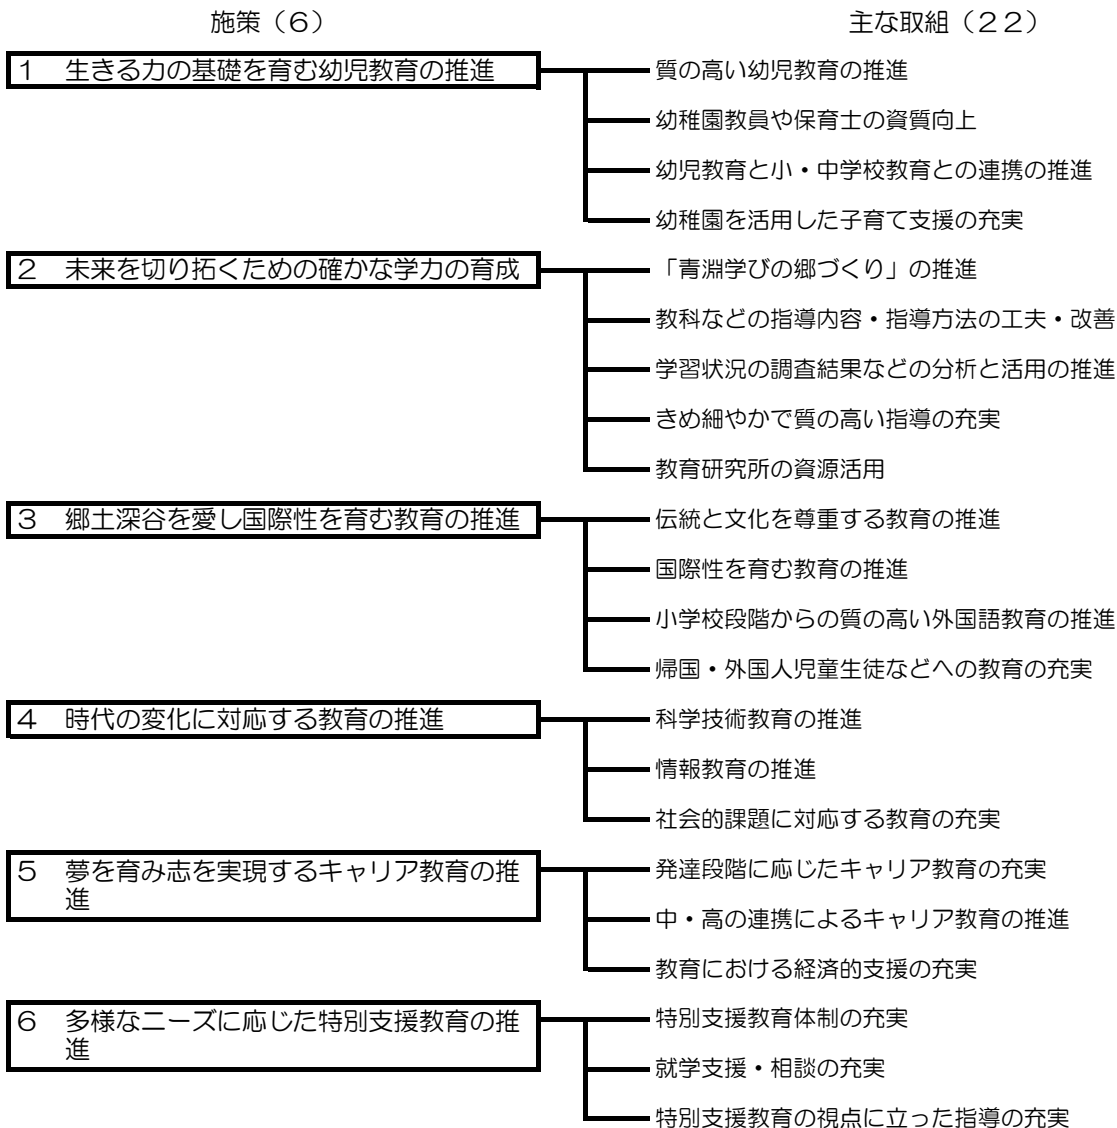 施策（６）
主な取組（２２）
１　生きる力の基礎を育む幼児教育の推進
質の高い幼児教育の推進
幼稚園教員や保育士の資質向上
幼児教育と小・中学校教育との連携の推進
幼稚園を活用した子育て支援の充実
２　未来を切り拓くための確かな学力の育成
「青淵学びの郷づくり」の推進
教科などの指導内容・指導方法の工夫・改善
学習状況の調査結果などの分析と活用の推進
きめ細やかで質の高い指導の充実
教育研究所の資源活用
３　郷土深谷を愛し国際性を育む教育の推進
伝統と文化を尊重する教育の推進
国際性を育む教育の推進
小学校段階からの質の高い外国語教育の推進
帰国・外国人児童生徒などへの教育の充実
４　時代の変化に対応する教育の推進
科学技術教育の推進
情報教育の推進
社会的課題に対応する教育の充実
５　夢を育み志を実現するキャリア教育の推
進
発達段階に応じたキャリア教育の充実
中・高の連携によるキャリア教育の推進
教育における経済的支援の充実
６　多様なニーズに応じた特別支援教育の推
進
特別支援教育体制の充実
就学支援・相談の充実
特別支援教育の視点に立った指導の充実